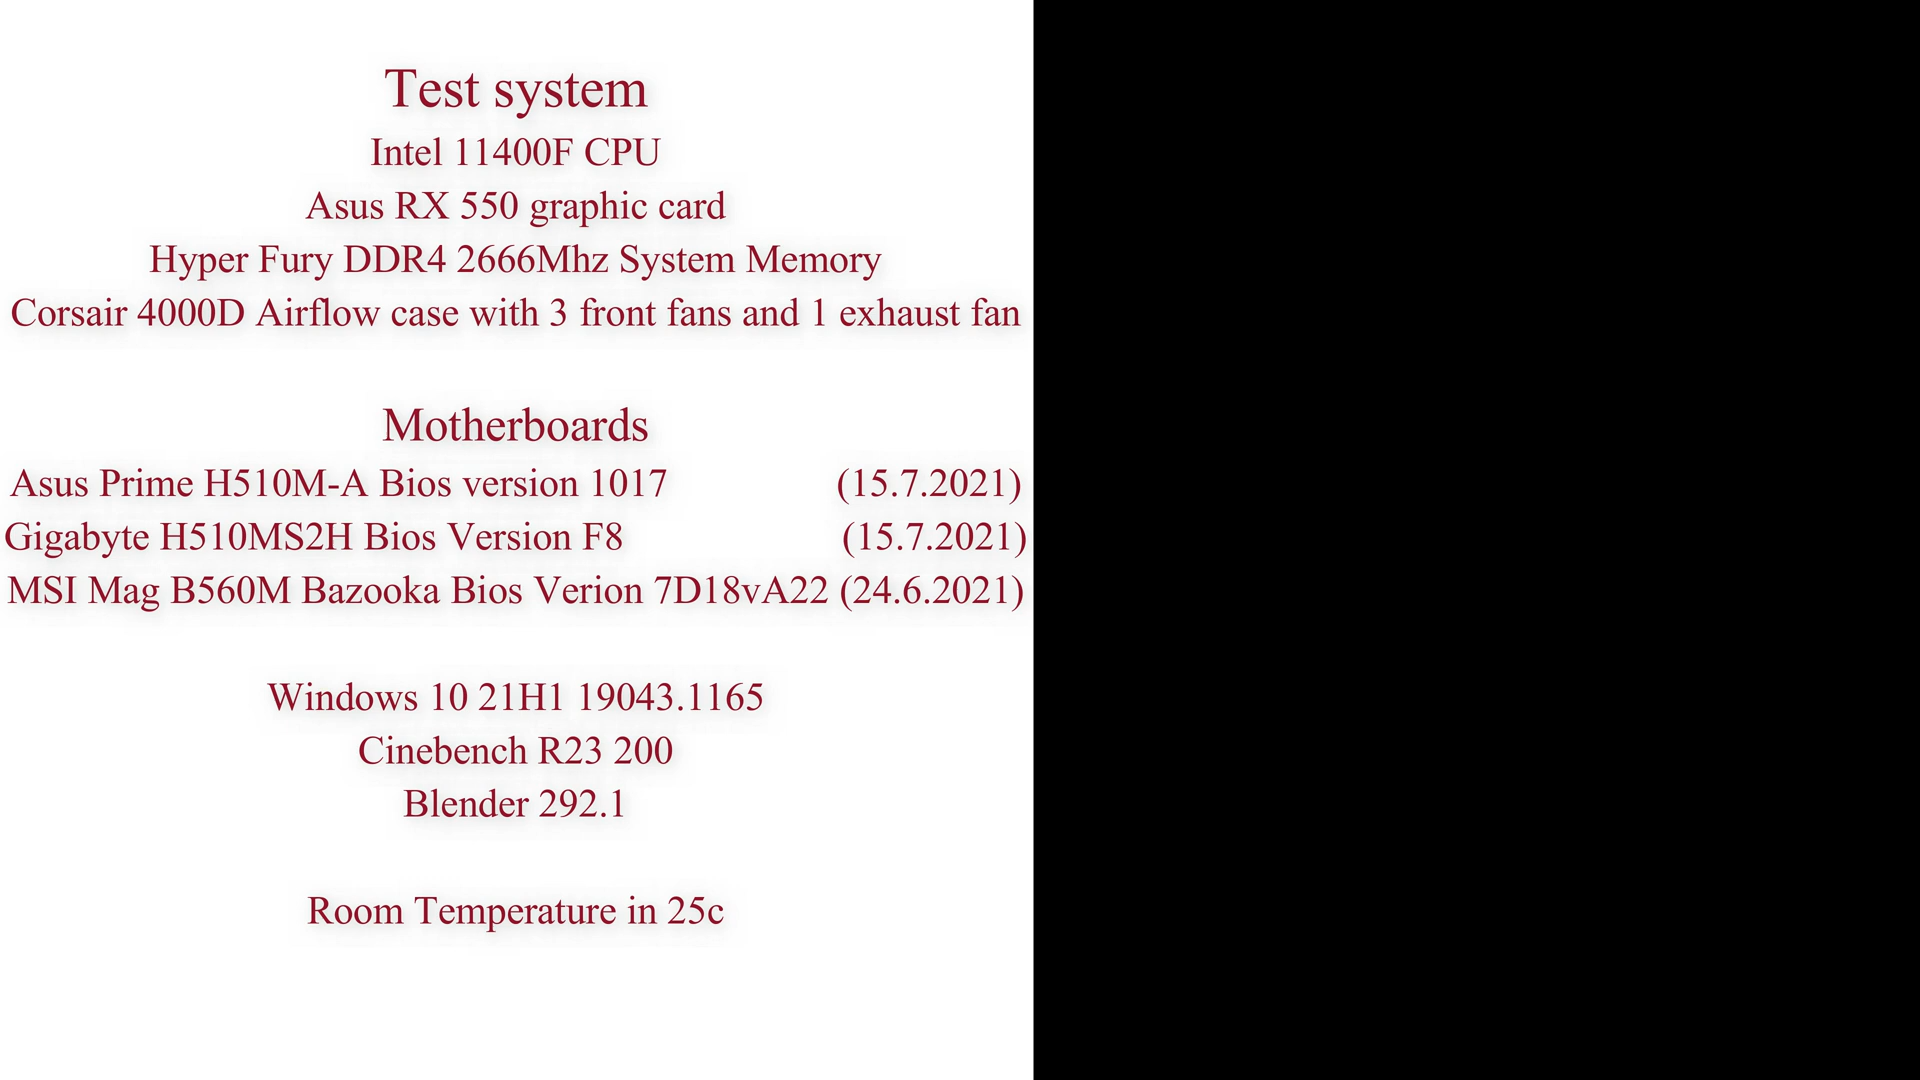 Test system
Intel 11400F CPU
Asus RX 550 graphic card
Hyper Fury DDR4 2666Mhz System Memory
Corsair 4000D Airflow case with 3 front fans and 1 exhaust fan
Motherboards
Asus Prime H510M-A Bios version 1017 (15.7.2021)
Gigabyte H510MS2H Bios Version F8 (15.7.2021)
MSI Mag B560M Bazooka Bios Verion 7D18vA22 (24.6.2021)
Windows 10 21H1 19043.1165
Cinebench R23 200
Blender 292.1
Room Temperature in 25c